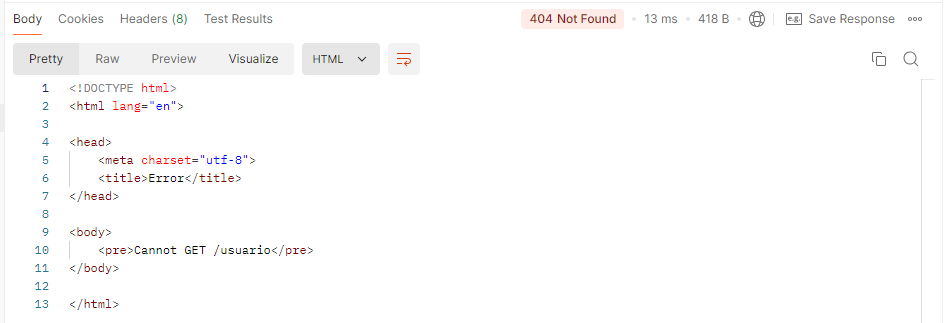 Body Cookies Headers (8) Test Results 404 Not Found 13 ms 418 B e.g. Save Response
Pretty Raw Preview Visualize HTML
1 <!DOCTYPE html>
2 <html lang="en">
3
4 <head>
5 <meta charset="utf-8">
6 <title>Error</title>
7 </head>
8
9 <body>
10 <pre>Cannot GET /usuario</pre>
11 </body>
12
13 </html>